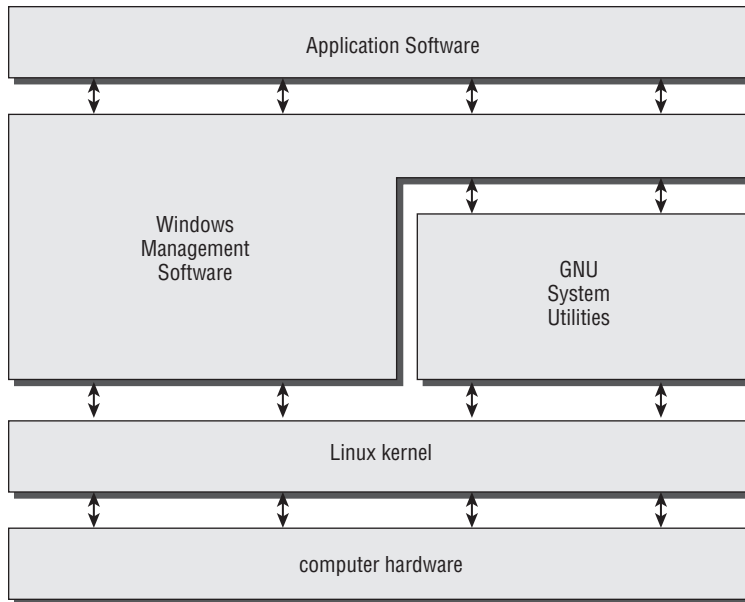 Application Software
Windows
Management
Software
GNU
System
Utilities
Linux kernel
computer hardware